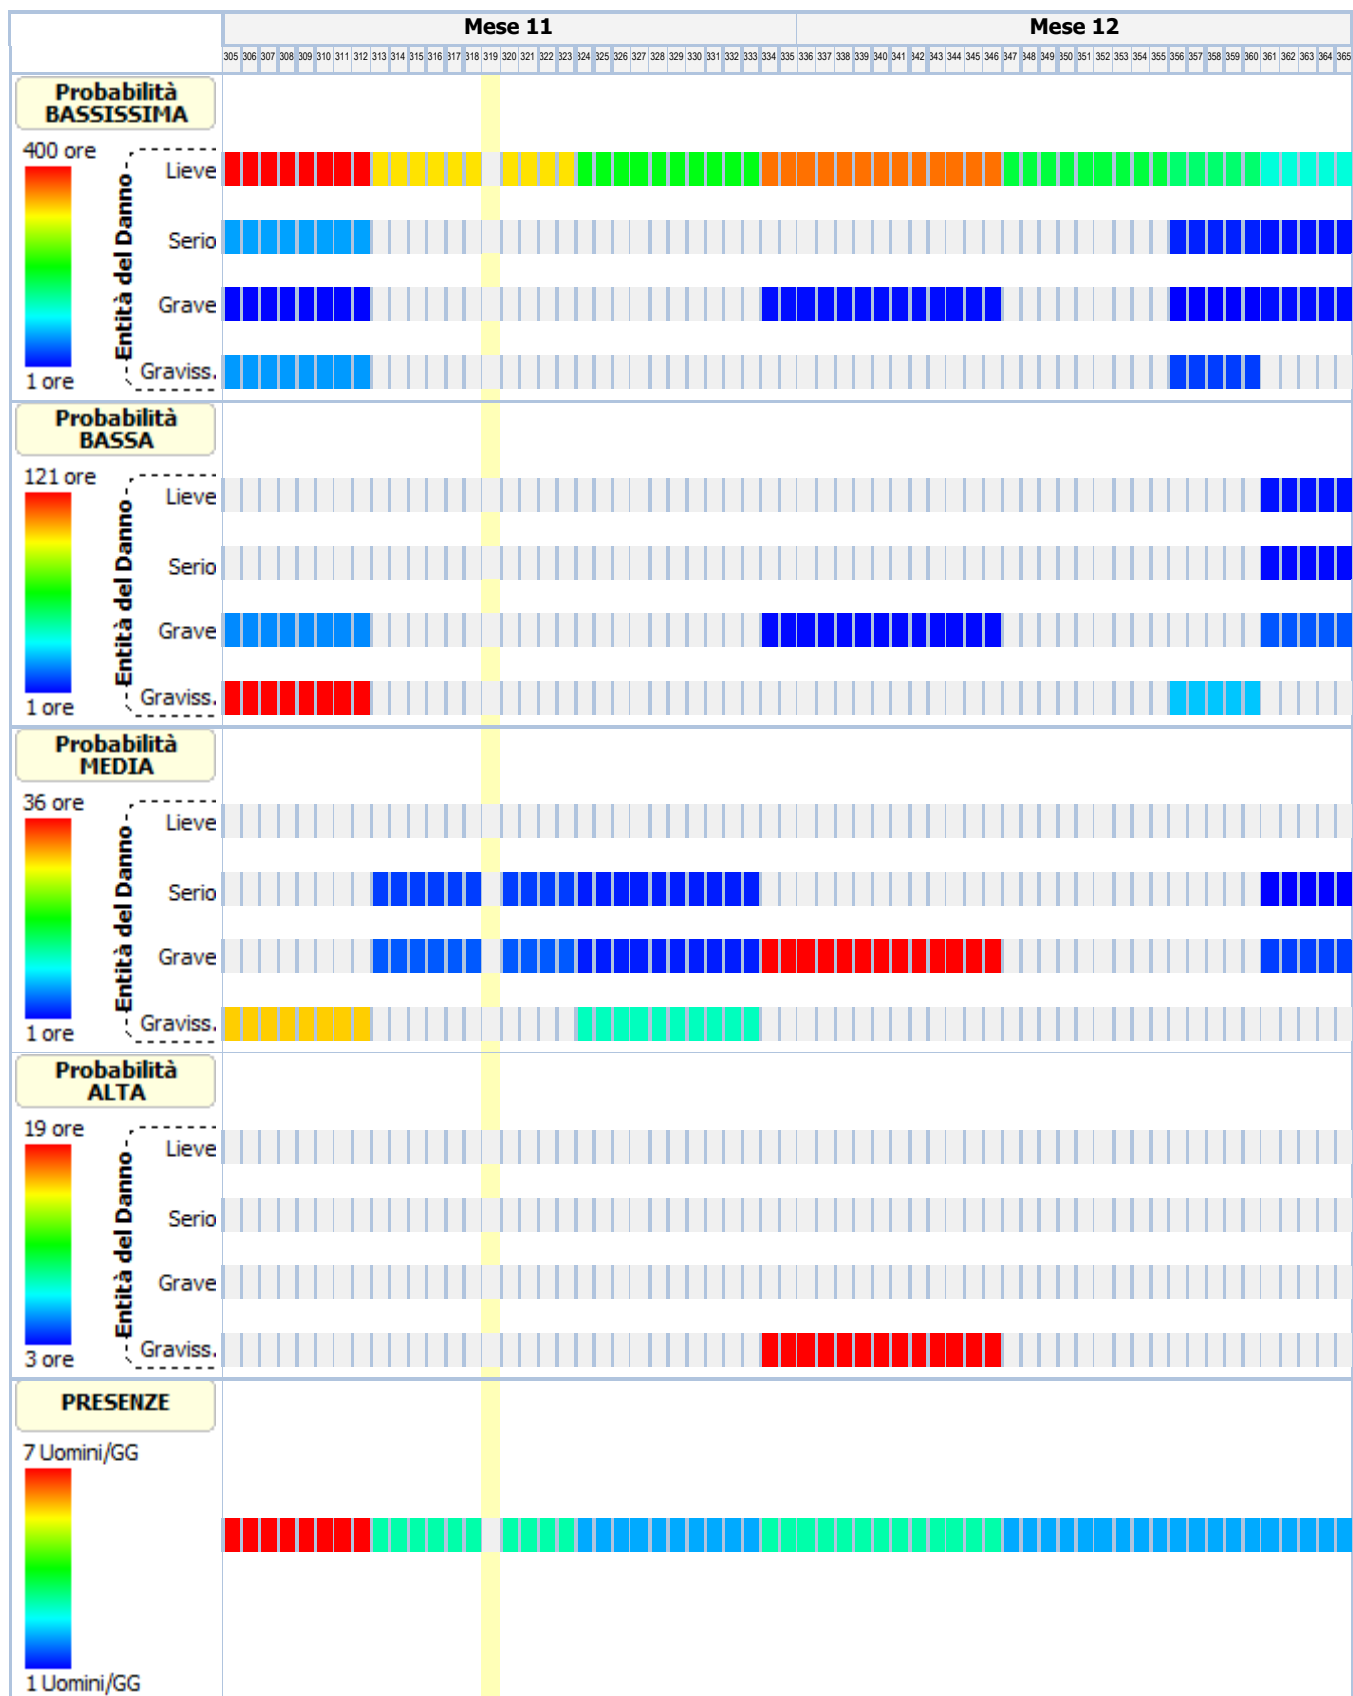 Mese 11 Mese 12
305 306 307 308 309 310 311 312 313 314 315 316 317 318 319 320 321 322 323 324 325 326 327 328 329 330 331 332 333 334 335 336 337 338 339 340 341 342 343 344 345 346 347 348 349 350 351 352 353 354 355 356 357 358 359 360 361 362 363 364 365
Probabilità
BASSISSIMA
400 ore
Entità del Danno
Lieve
Serio
Grave
Graviss.
1 ore
Probabilità
BASSA
121 ore
Entità del Danno
Lieve
Serio
Grave
Graviss.
1 ore
Probabilità
MEDIA
36 ore
Entità del Danno
Lieve
Serio
Grave
Graviss.
1 ore
Probabilità
ALTA
19 ore
Entità del Danno
Lieve
Serio
Grave
Graviss.
3 ore
PRESENZE
7 Uomini/GG
1 Uomini/GG